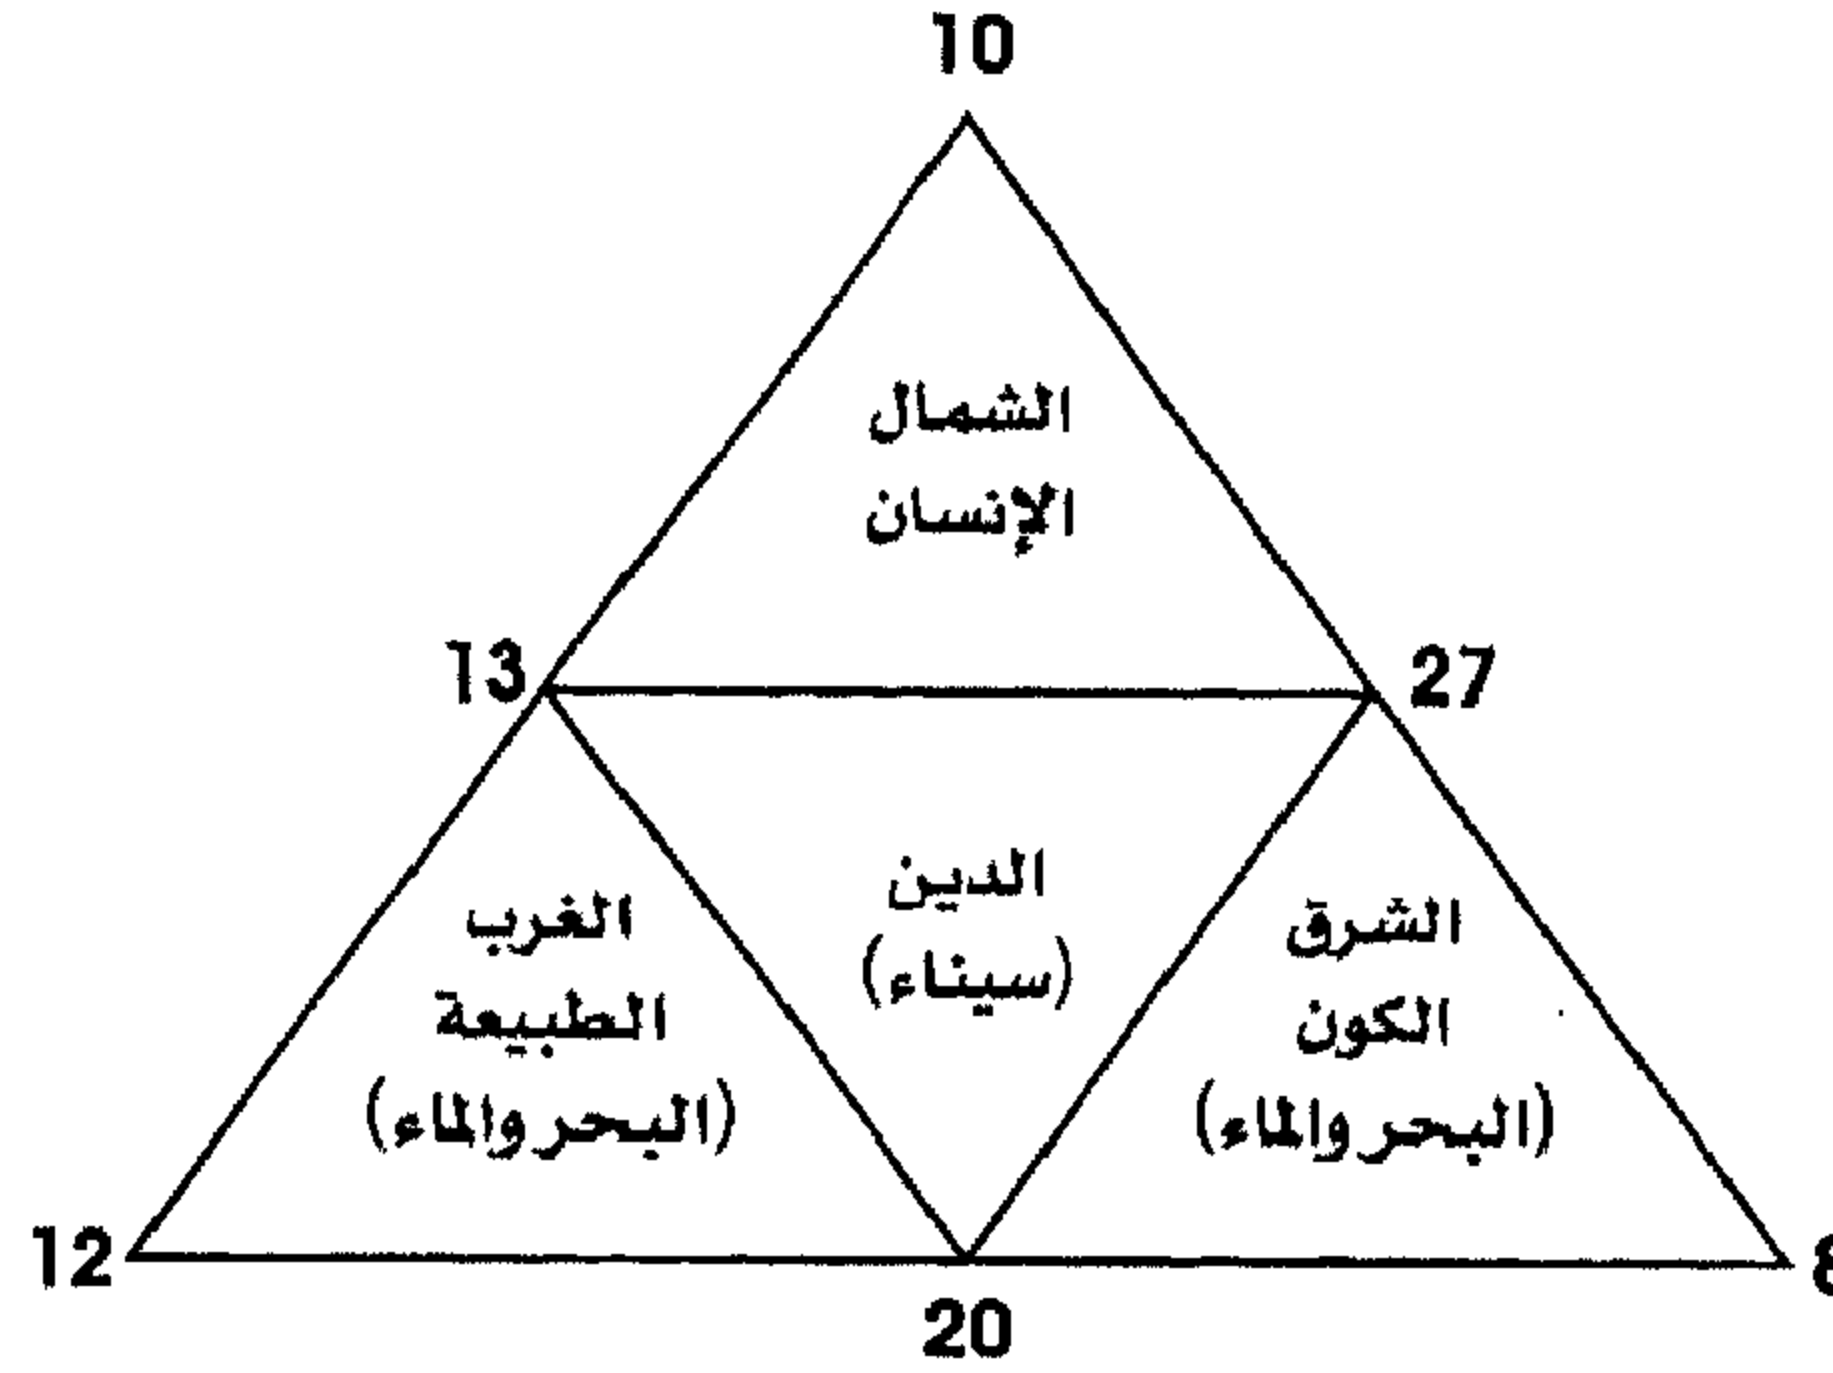 10
الشمال
الإنسان
13
27
الدين
(سيناء)
الغرب
الطبيعة
(البحر والماء)
الشرق
الكون
(البحر والماء)
12
20
8